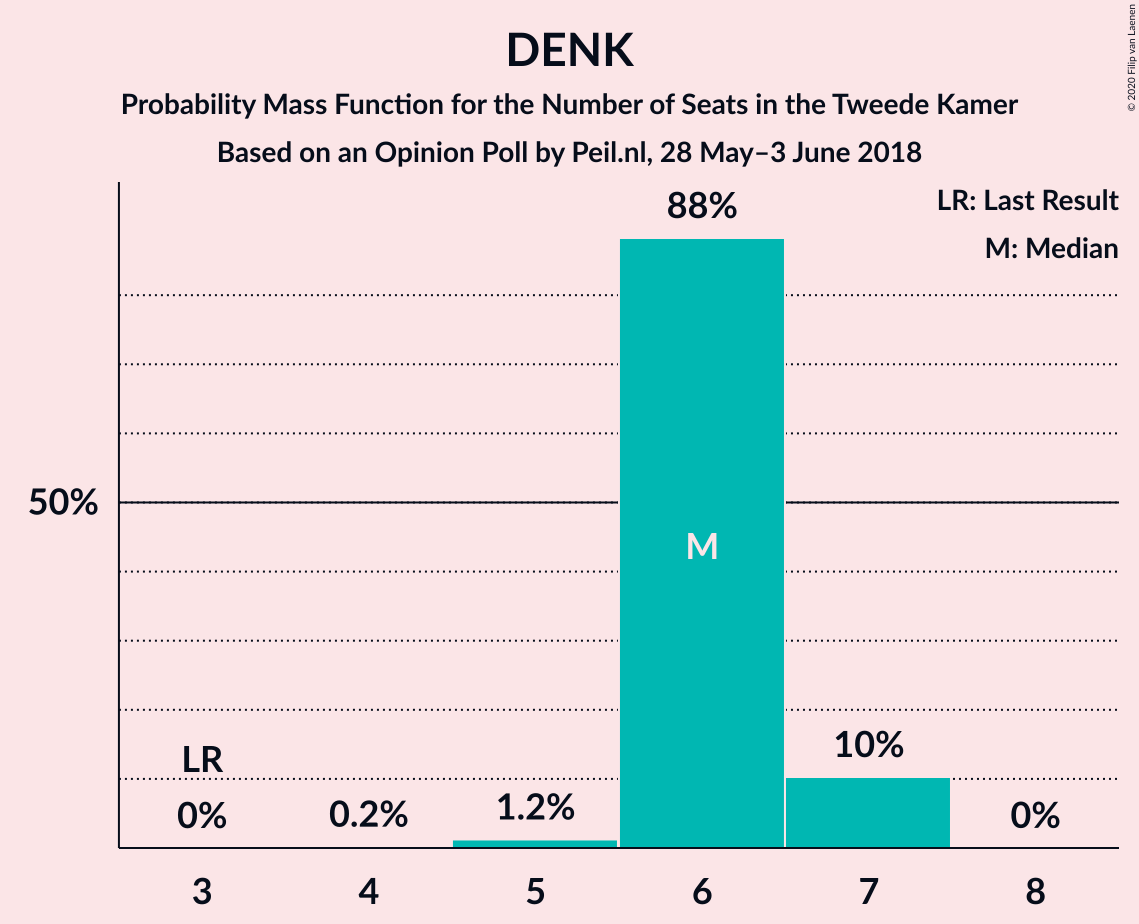 DENK
Probability Mass Function for the Number of Seats in the Tweede Kamer
Based on an Opinion Poll by Peil.nl, 28 May–3 June 2018
© 2020 Filip van Laenen
LR: Last Result
M: Median
88%
50%
M
LR
10%
0%
0.2%
1.2%
0%
3
4
5
6
7
8